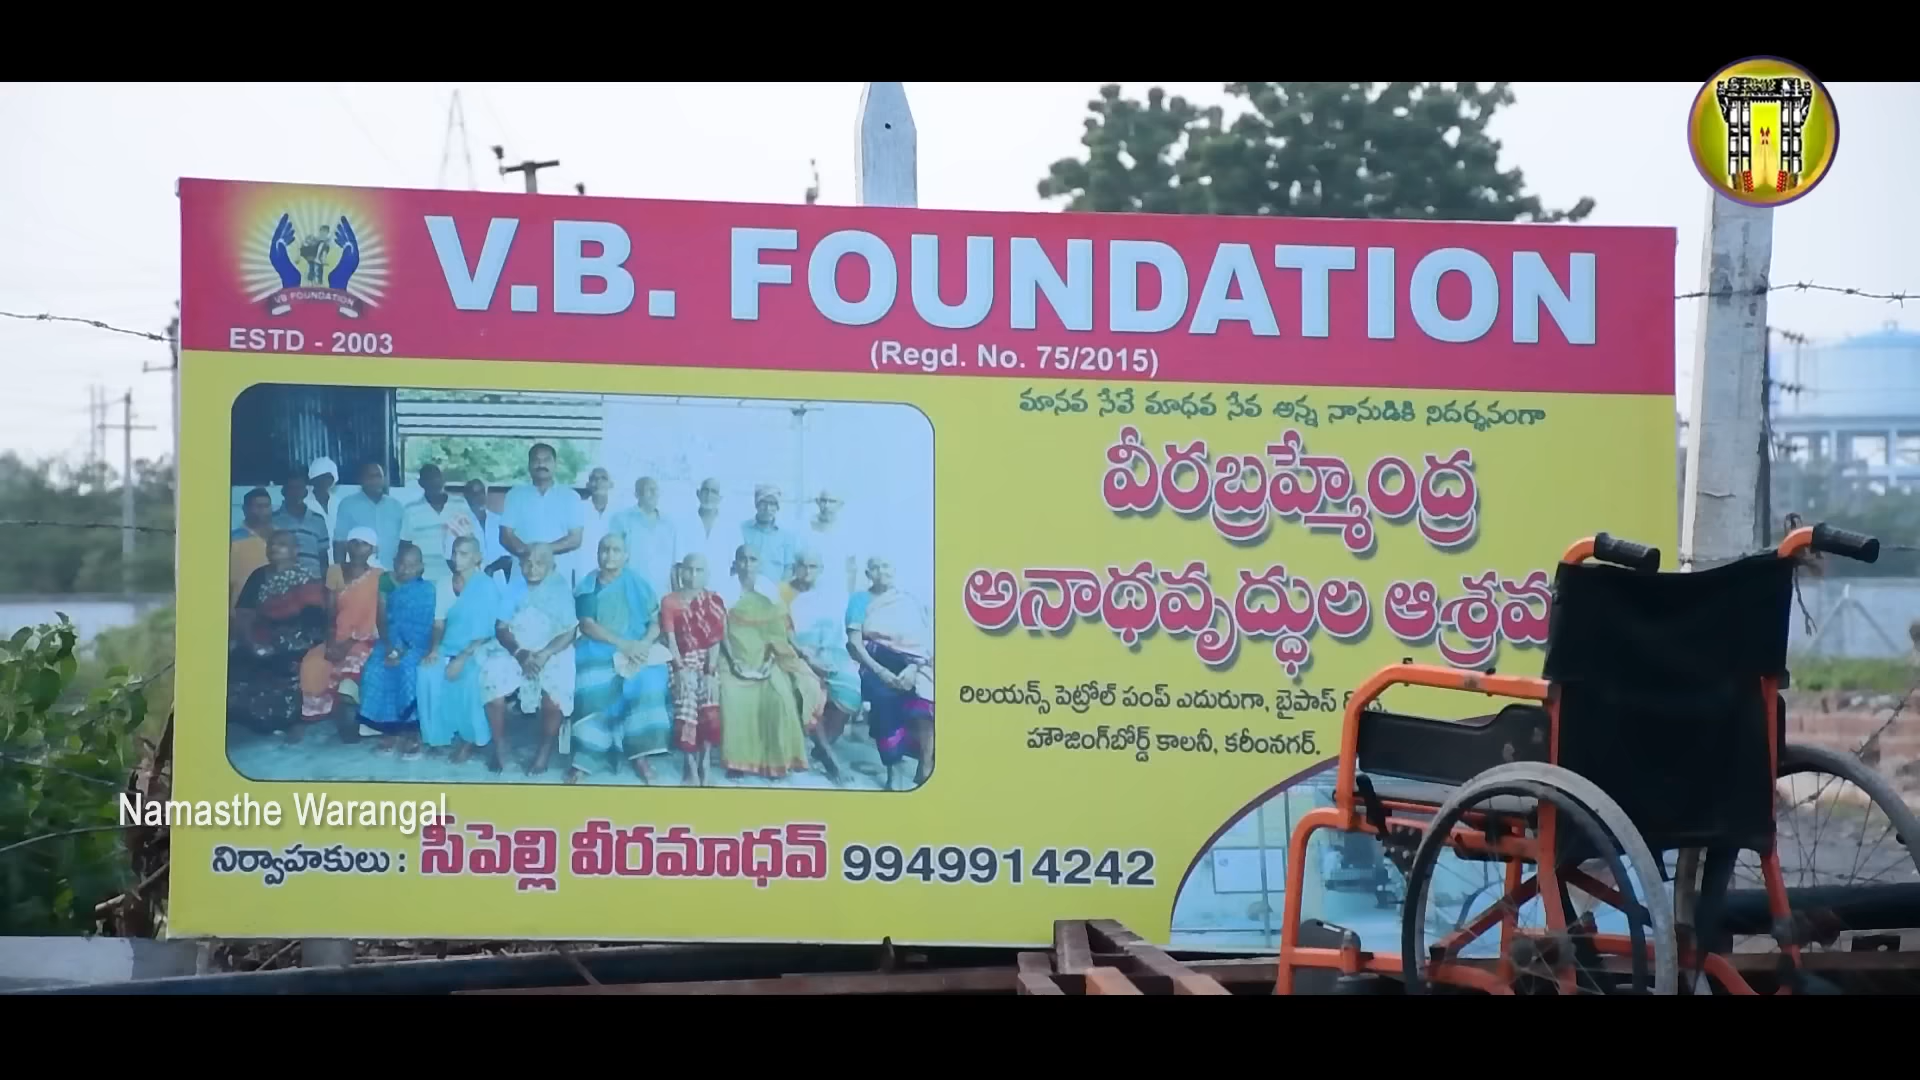 V.B. FOUNDATION
VB FOUNDATION
ESTD - 2003
(Regd. No. 75/2015)
మానవ సేవే మాధవ సేవ అన్న నానుడికి నిదర్శనంగా
వీరబ్రహ్మేంద్ర
అనాథవృద్ధుల ఆశ్రమ
రిలయన్స్ పెట్రోల్ పంప్ ఎదురుగా, బైపాస్
హౌజింగ్‌బోర్డ్ కాలనీ, కరీంనగర్.
Namasthe Warangal
నిర్వాహకులు : సీపెల్లి వీరమాధవ్ 9949914242